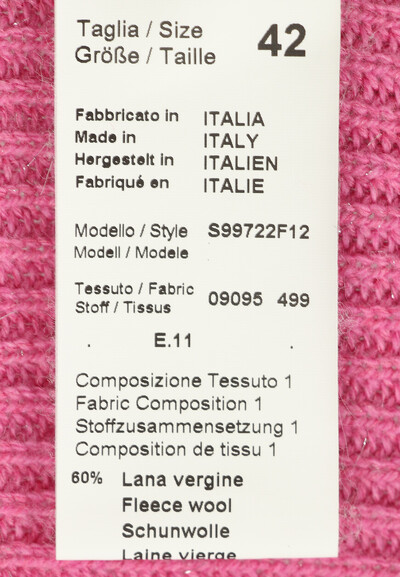 Taglia / Size
Größe / Taille
42
Fabbricato in ITALIA
Made in ITALY
Hergestelt in ITALIEN
Fabriqué en ITALIE
Modello / Style S99722F12
Modell / Modele
Tessuto / Fabric
Stoff / Tissus
09095 499
E.11
Composizione Tessuto 1
Fabric Composition 1
Stoffzusammensetzung 1
Composition de tissu 1
60% Lana vergine
Fleece wool
Schunwolle
Laine vierge